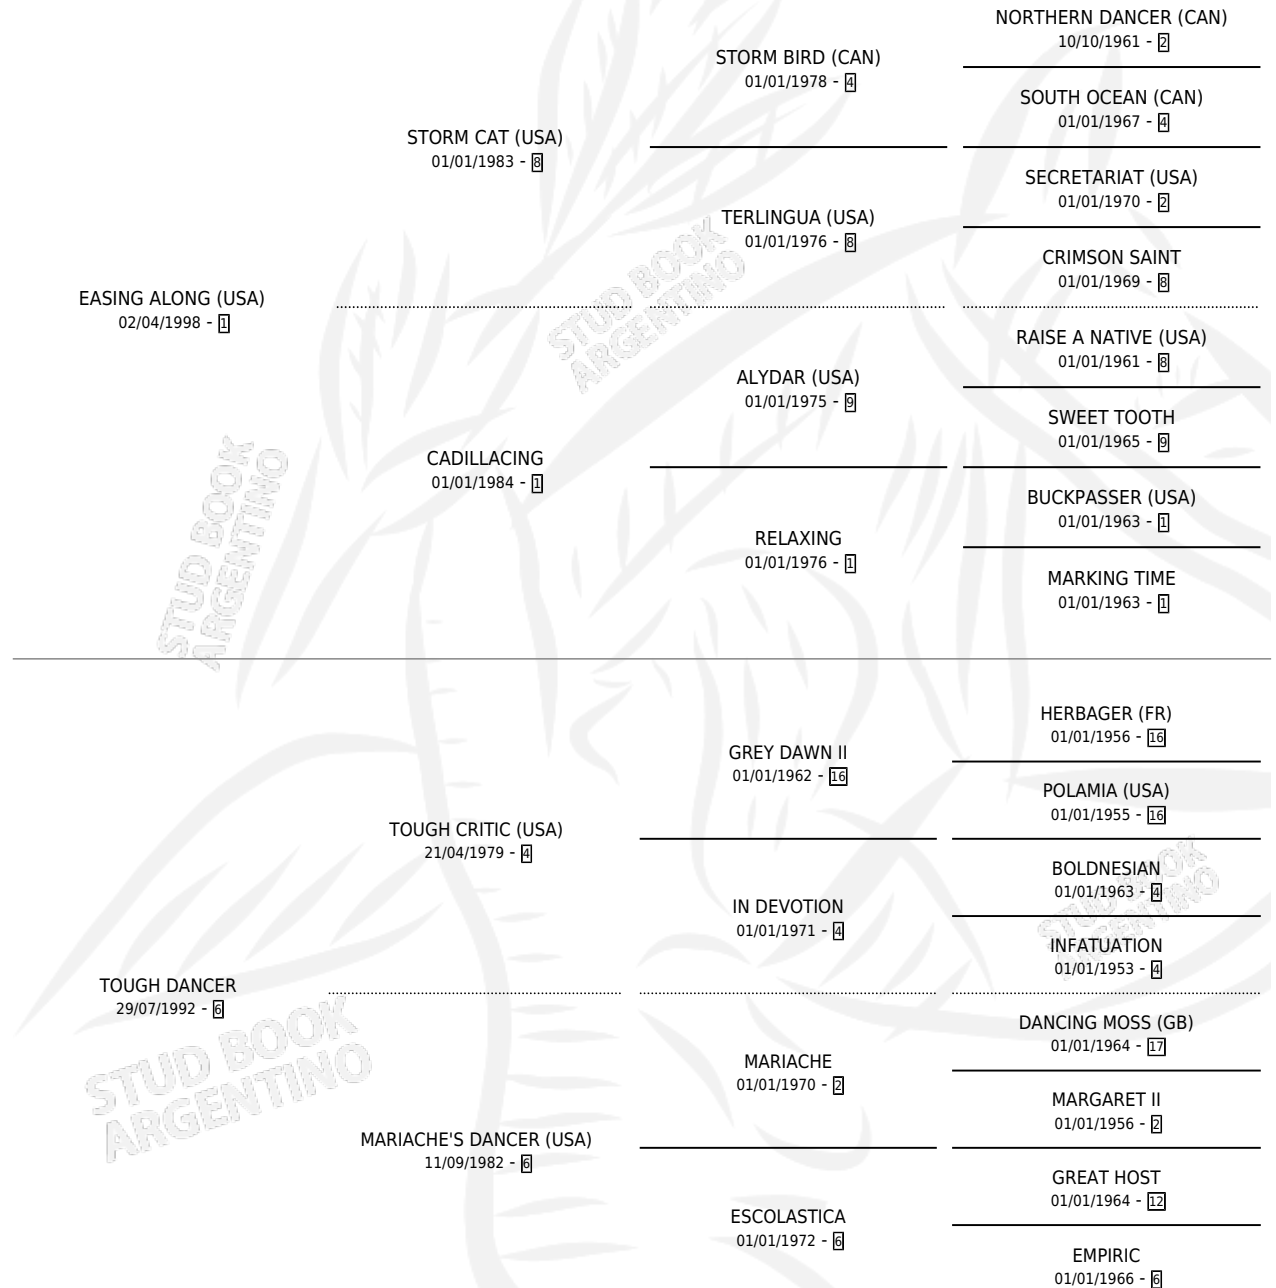 NORTHERN DANCER (CAN)
10/10/1961 - 2
STORM BIRD (CAN)
01/01/1978 - 4
SOUTH OCEAN (CAN)
01/01/1967 - 4
STORM CAT (USA)
01/01/1983 - 8
SECRETARIAT (USA)
01/01/1970 - 2
TERLINGUA (USA)
01/01/1976 - 8
CRIMSON SAINT
01/01/1969 - 8
EASING ALONG (USA)
02/04/1998 - 1
STUD BOOK
ARGENTINO
RAISE A NATIVE (USA)
01/01/1961 - 8
ALYDAR (USA)
01/01/1975 - 9
SWEET TOOTH
01/01/1965 - 9
CADILLACING
01/01/1984 - 1
BUCKPASSER (USA)
01/01/1963 - 1
RELAXING
01/01/1976 - 1
MARKING TIME
01/01/1963 - 1
STUD BOOK
ARGENTINO
HERBAGER (FR)
01/01/1956 - 16
GREY DAWN II
01/01/1962 - 16
POLAMIA (USA)
01/01/1955 - 16
TOUGH CRITIC (USA)
21/04/1979 - 4
BOLDNESIAN
01/01/1963 - 4
IN DEVOTION
01/01/1971 - 4
INFATUATION
01/01/1953 - 4
STUD BOOK
ARGENTINO
TOUGH DANCER
29/07/1992 - 6
DANCING MOSS (GB)
01/01/1964 - 17
MARIACHE
01/01/1970 - 2
MARGARET II
01/01/1956 - 2
STUD BOOK
ARGENTINO
MARIACHE'S DANCER (USA)
11/09/1982 - 6
GREAT HOST
01/01/1964 - 12
ESCOLASTICA
01/01/1972 - 6
EMPIRIC
01/01/1966 - 6